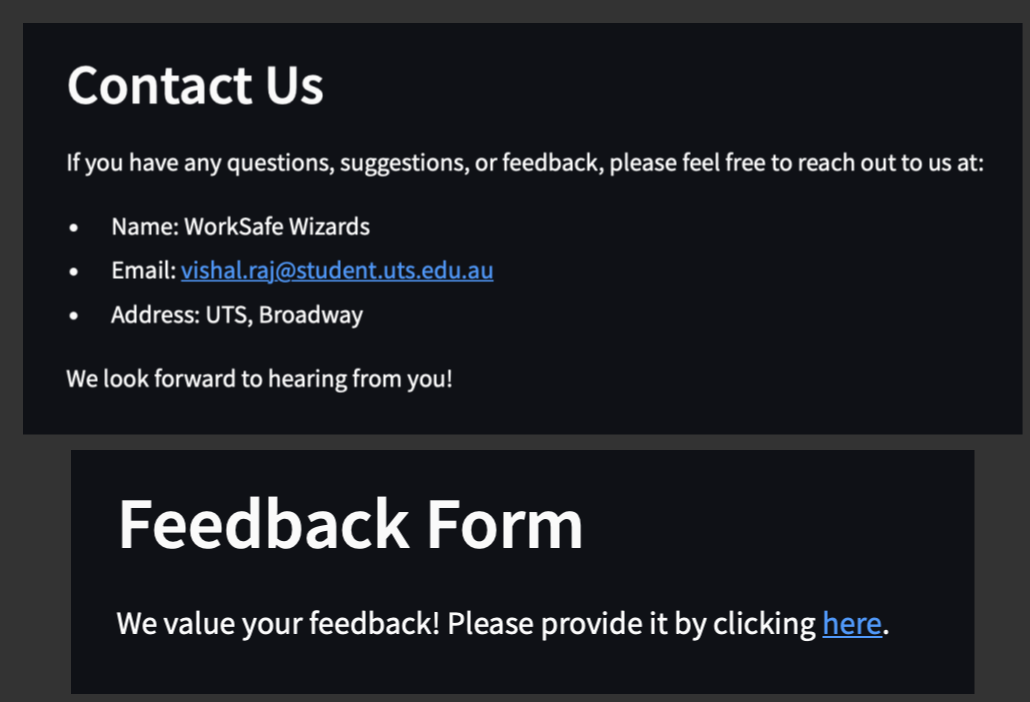 Contact Us
If you have any questions, suggestions, or feedback, please feel free to reach out to us at:
• Name: WorkSafe Wizards
• Email: vishal.raj@student.uts.edu.au
• Address: UTS, Broadway
We look forward to hearing from you!
Feedback Form
We value your feedback! Please provide it by clicking here.